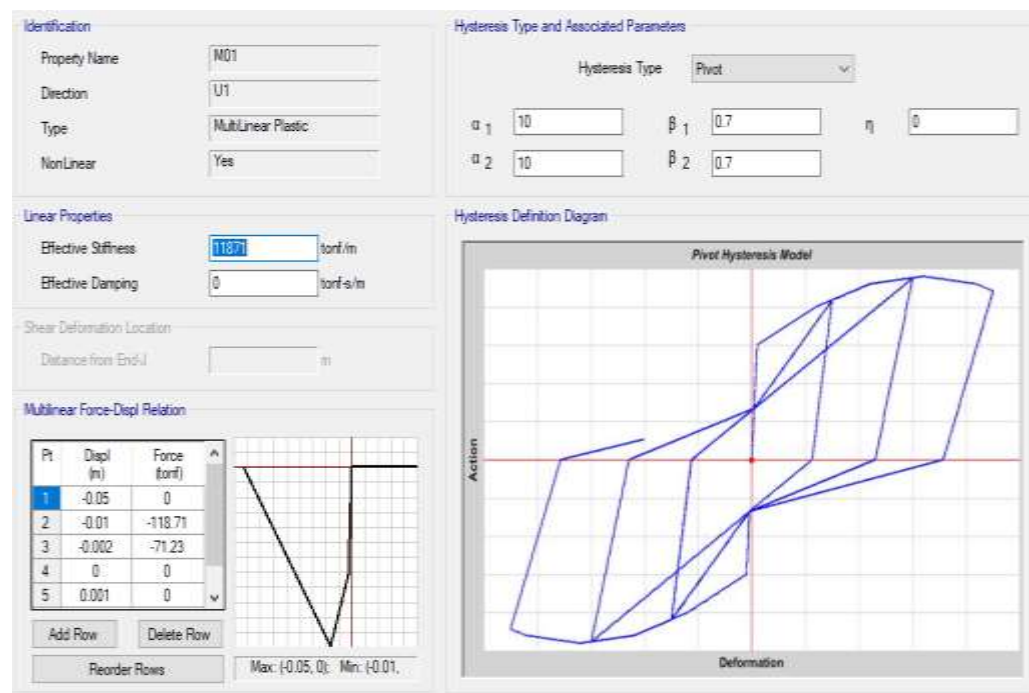 Identification
Property Name M01
Direction U1
Type MultiLinear Plastic
NonLinear Yes
Linear Properties
Effective Stiffness 11871 tonf/m
Effective Damping 0 tonf-s/m
Shear Deformation Location
Distance from End-J m
Multilinear Force-Displ Relation
Pt Displ Force
(m) (tonf)
1 -0.05 0
2 -0.01 -118.71
3 -0.002 -71.23
4 0 0
5 0.001 0
Add Row Delete Row
Reorder Rows Max: (-0.05, 0); Min: (-0.01,
Hysteresis Type and Associated Parameters
Hysteresis Type Pivot
α 1 10 β 1 0.7 η 0
α 2 10 β 2 0.7
Hysteresis Definition Diagram
Pivot Hysteresis Model
Action
Deformation